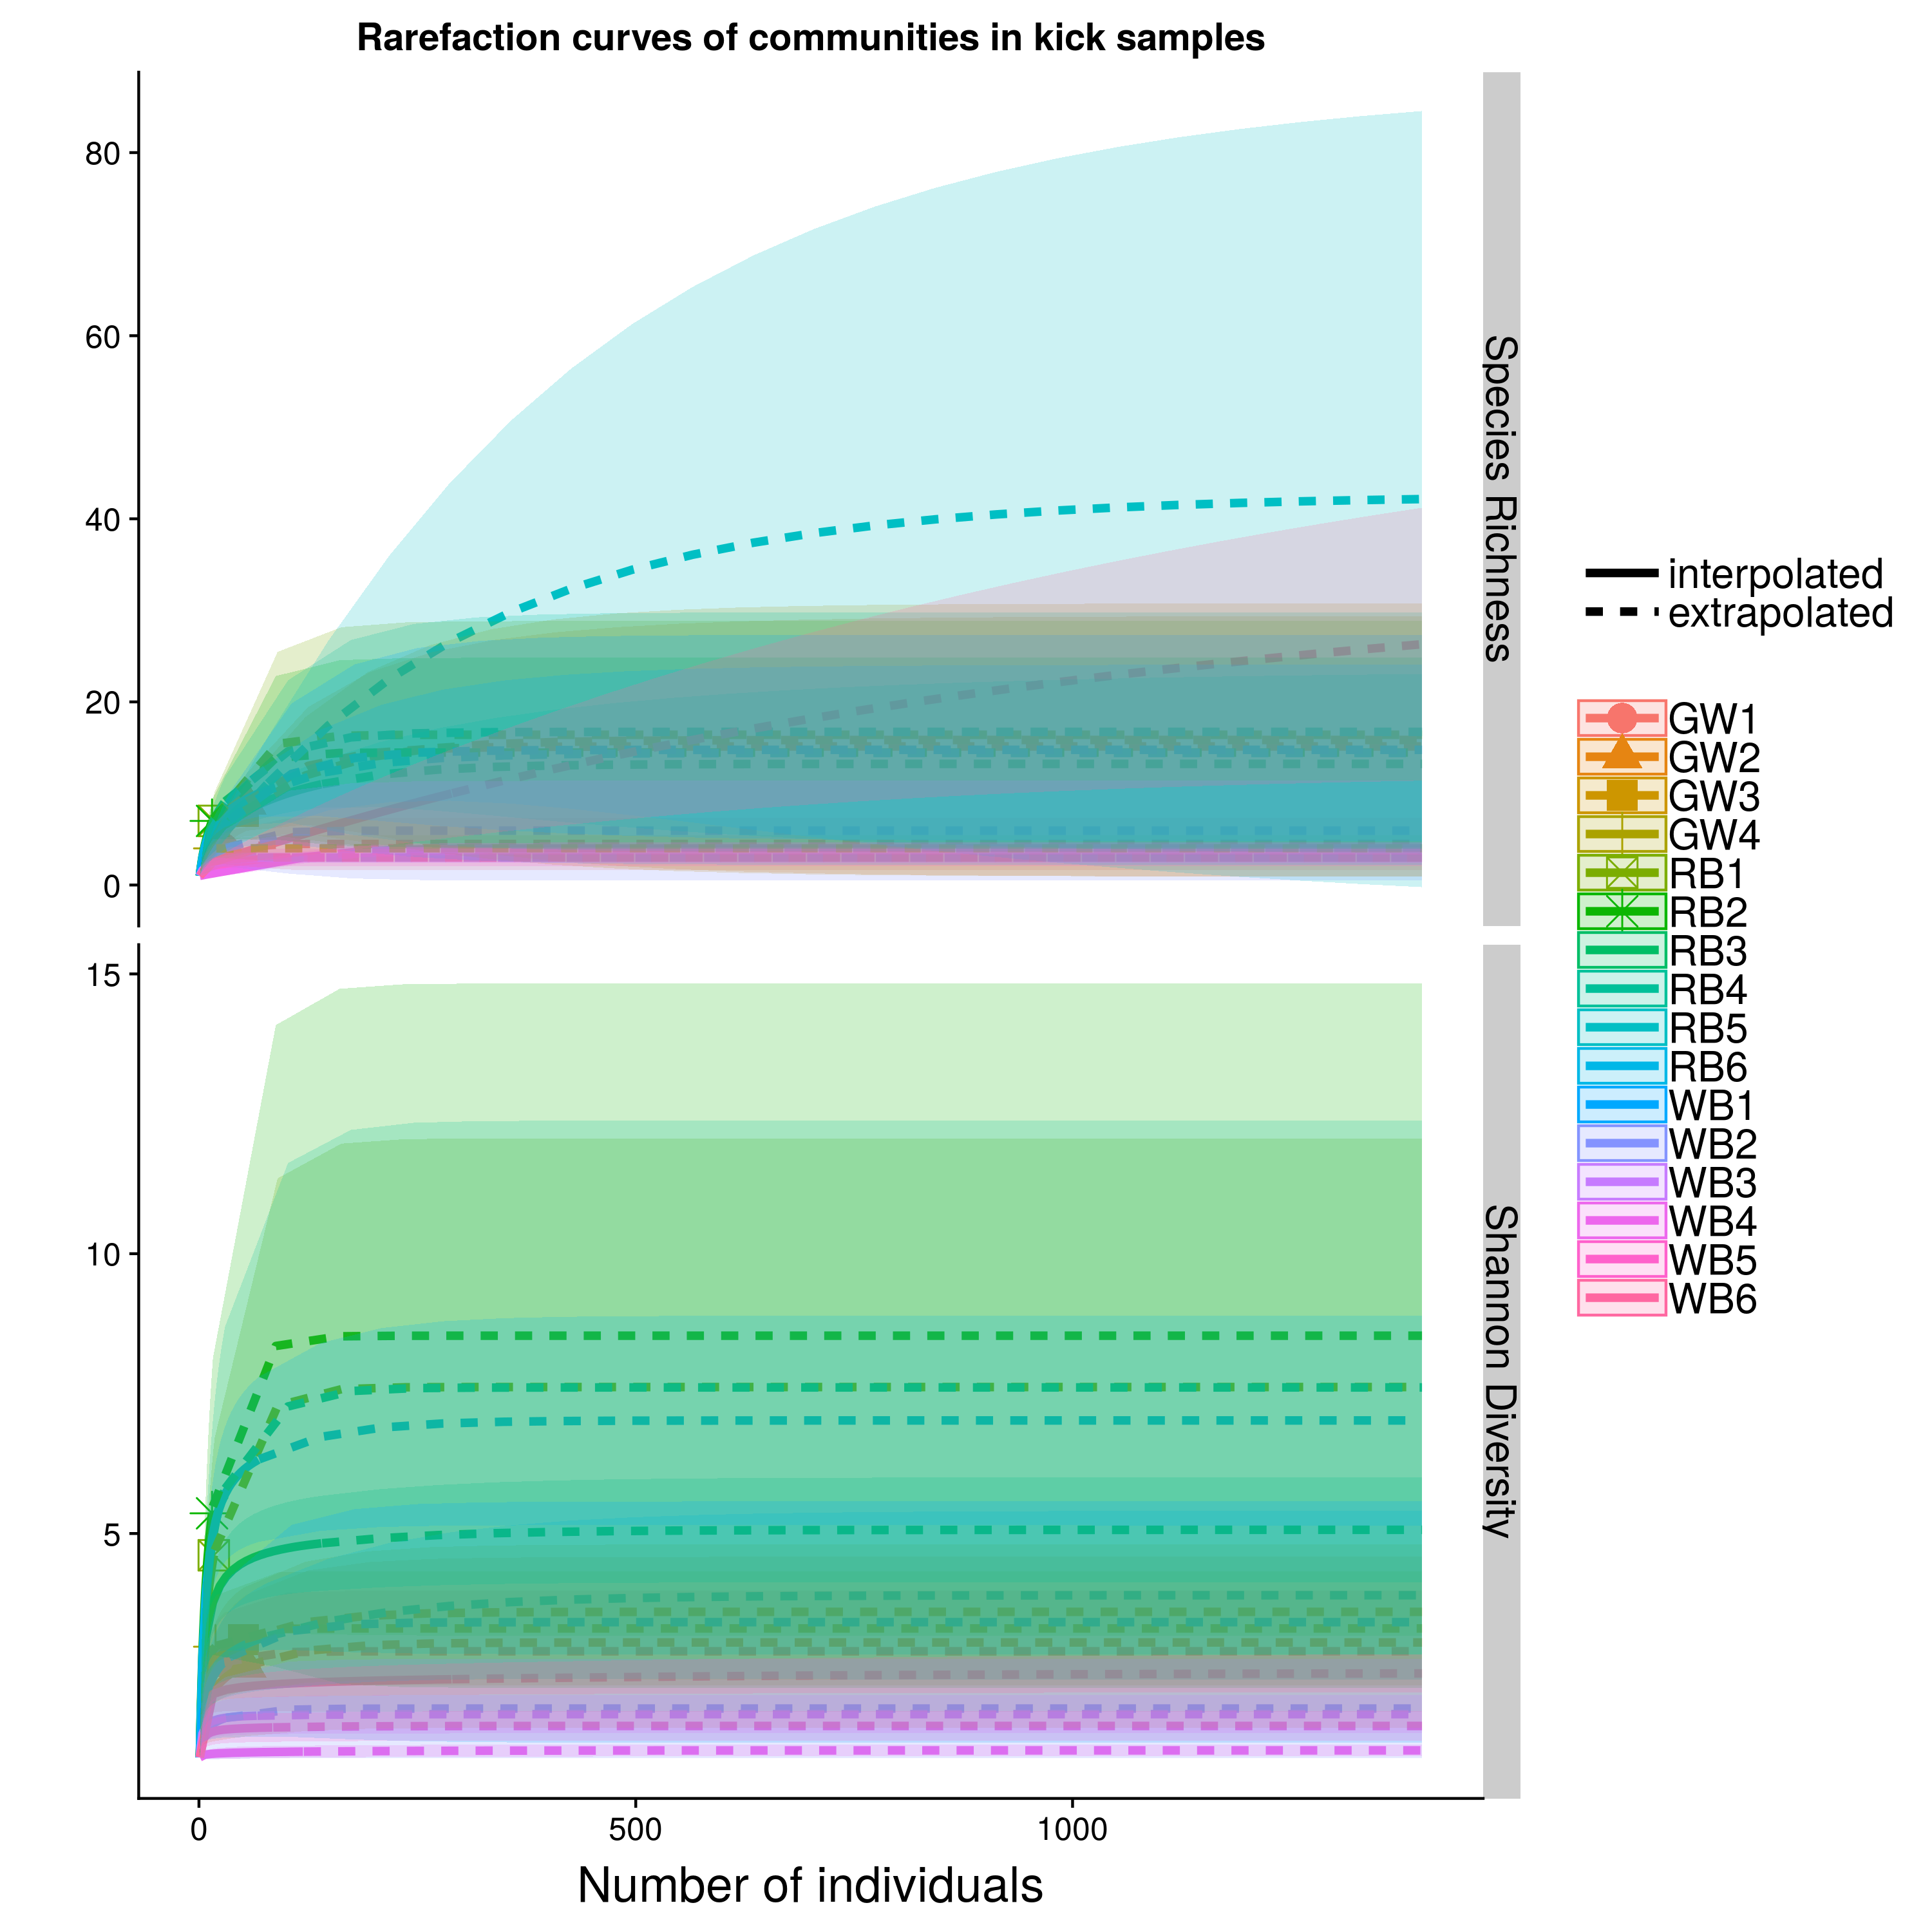 Rarefaction curves of communities in kick samples
80
60
40
20
0
Species Richness
15
10
5
Shannon Diversity
0
500
1000
Number of individuals
interpolated
extrapolated
GW1
GW2
GW3
GW4
RB1
RB2
RB3
RB4
RB5
RB6
WB1
WB2
WB3
WB4
WB5
WB6